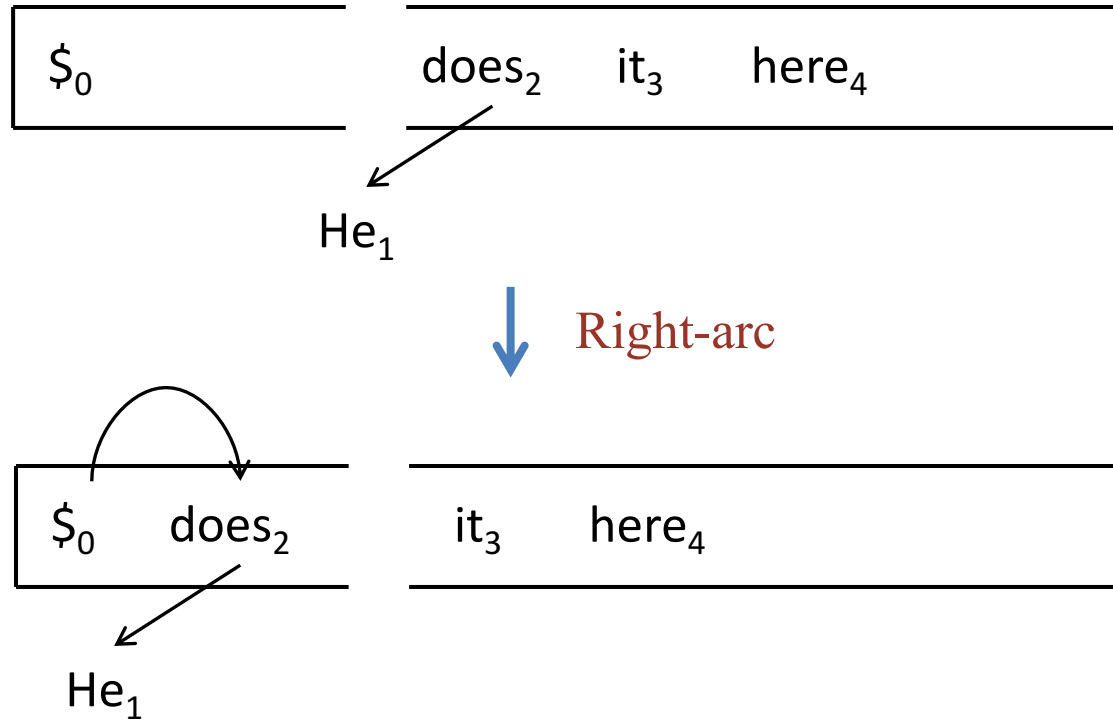 $₀ does₂ it₃ here₄
He₁
Right-arc
$₀ does₂ it₃ here₄
He₁